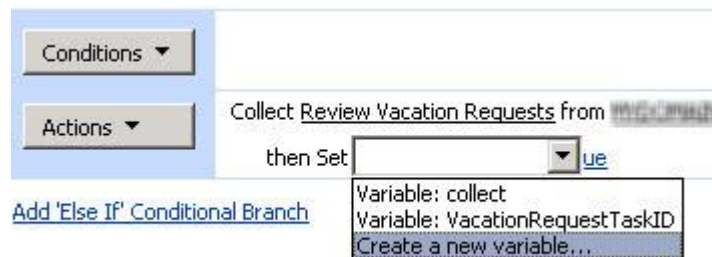 Conditions
Actions
Collect Review Vacation Requests from
then Set ue
Variable: collect
Variable: VacationRequestTaskID
Create a new variable...
Add 'Else If' Conditional Branch